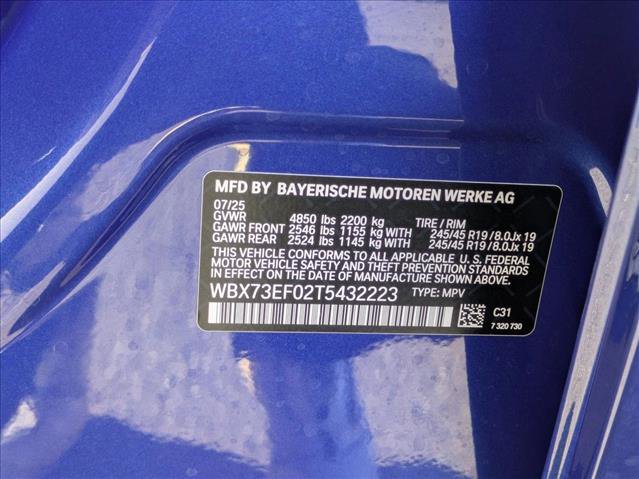 MFD BY BAYERISCHE MOTOREN WERKE AG
07/25
GVWR 4850 lbs 2200 kg TIRE / RIM
GAWR FRONT 2546 lbs 1155 kg WITH 245/45 R19 / 8.0Jx 19
GAWR REAR 2524 lbs 1145 kg WITH 245/45 R19 / 8.0Jx 19
THIS VEHICLE CONFORMS TO ALL APPLICABLE U. S. FEDERAL
MOTOR VEHICLE SAFETY AND THEFT PREVENTION STANDARDS
IN EFFECT ON THE DATE OF MANUFACTURE SHOWN ABOVE.
WBX73EF02T5432223 TYPE: MPV
C31
7 320 730